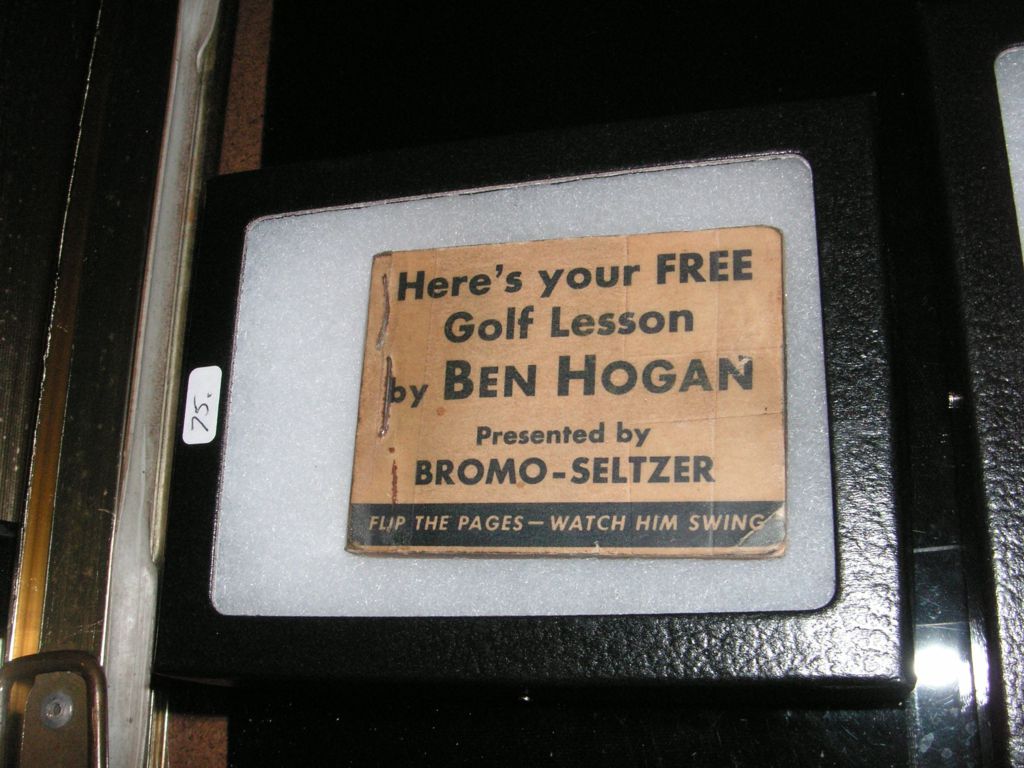 Here's your FREE
Golf Lesson
by BEN HOGAN
Presented by
BROMO-SELTZER
FLIP THE PAGES — WATCH HIM SWING
75.